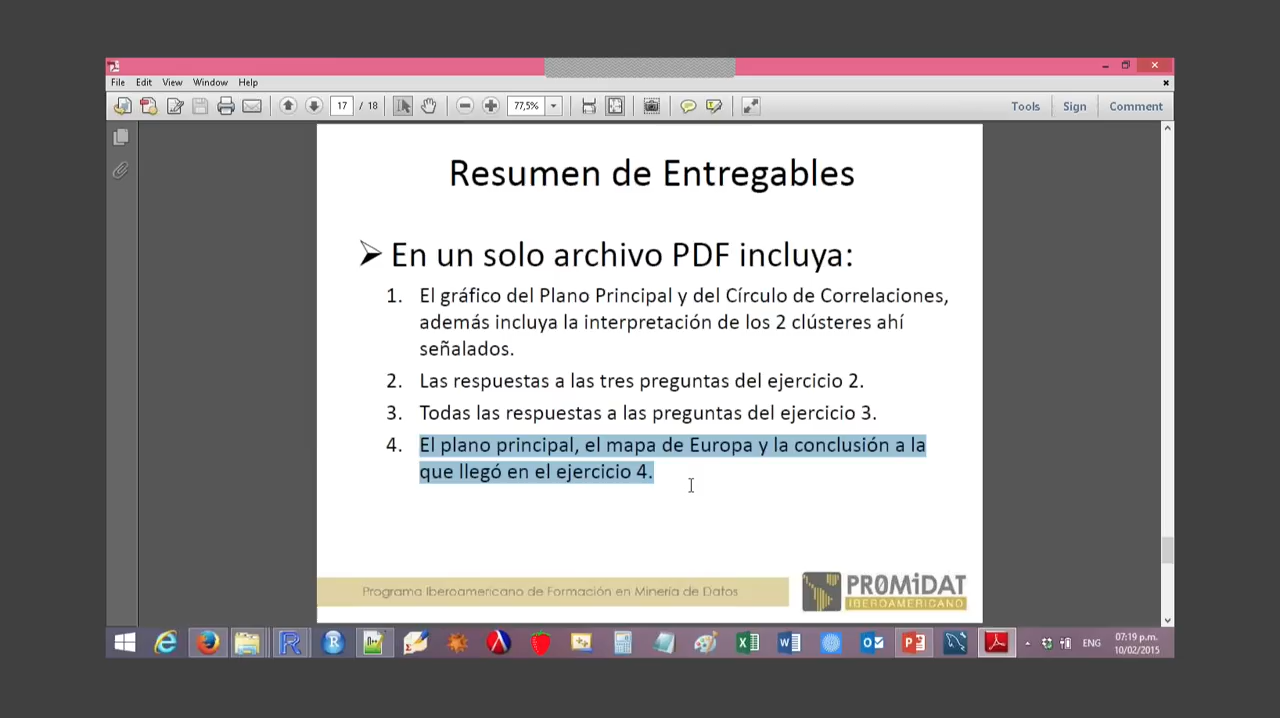 File Edit View Window Help
17 / 18 77,5% Tools Sign Comment
Resumen de Entregables
En un solo archivo PDF incluya:
1. El gráfico del Plano Principal y del Círculo de Correlaciones,
además incluya la interpretación de los 2 clústeres ahí
señalados.
2. Las respuestas a las tres preguntas del ejercicio 2.
3. Todas las respuestas a las preguntas del ejercicio 3.
4. El plano principal, el mapa de Europa y la conclusión a la
que llegó en el ejercicio 4.
Programa Iberoamericano de Formación en Minería de Datos
PR0MiDAT
IBEROAMERICANO
ENG
07:19 p.m.
10/02/2015